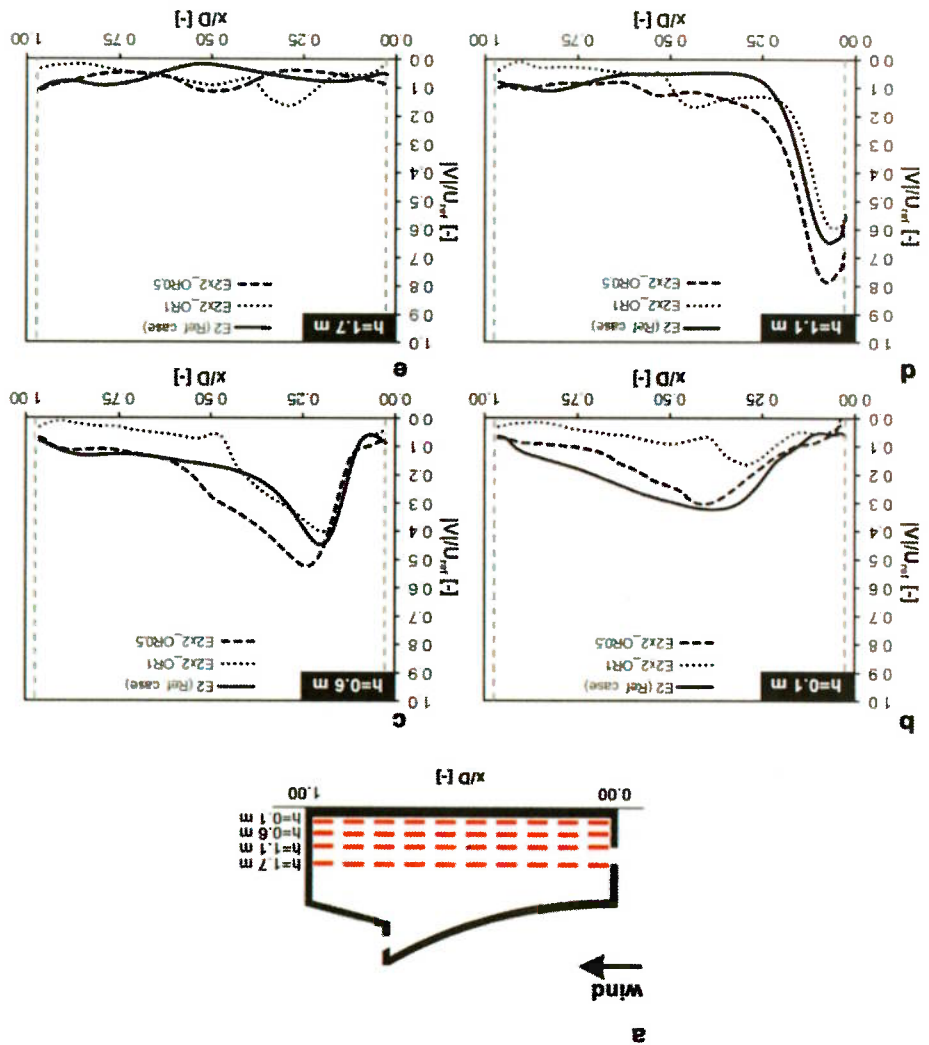 a
wind
h=1.7 m
h=1.1 m
h=0.6 m
h=0.1 m
0.00
1.00
x/D [-]
b
|V|/U_ref [-]
1.0
0.9
0.8
0.7
0.6
0.5
0.4
0.3
0.2
0.1
0.0
h=0.1 m
E2 (Ref case)
E2x2_OR1
E2x2_OR0.5
0.00
0.25
0.50
0.75
1.00
x/D [-]
c
|V|/U_ref [-]
1.0
0.9
0.8
0.7
0.6
0.5
0.4
0.3
0.2
0.1
0.0
h=0.6 m
E2 (Ref case)
E2x2_OR1
E2x2_OR0.5
0.00
0.25
0.50
0.75
1.00
x/D [-]
d
|V|/U_ref [-]
1.0
0.9
0.8
0.7
0.6
0.5
0.4
0.3
0.2
0.1
0.0
h=1.1 m
E2 (Ref case)
E2x2_OR1
E2x2_OR0.5
0.00
0.25
0.50
0.75
1.00
x/D [-]
e
|V|/U_ref [-]
1.0
0.9
0.8
0.7
0.6
0.5
0.4
0.3
0.2
0.1
0.0
h=1.7 m
E2 (Ref case)
E2x2_OR1
E2x2_OR0.5
0.00
0.25
0.50
0.75
1.00
x/D [-]